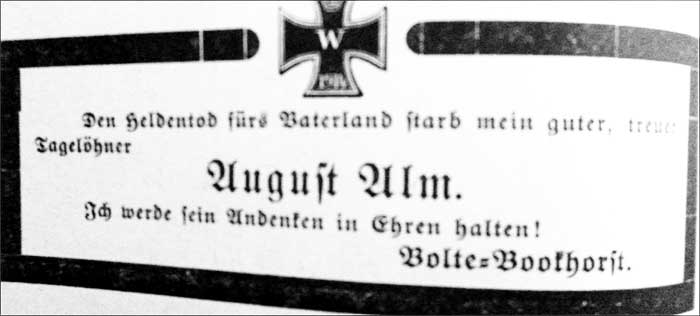 W
1914
Den Heldentod fürs Vaterland starb mein guter, treuer
Tagelöhner
August Alm.
Ich werde sein Andenken in Ehren halten!
Bolte=Bookhorst.